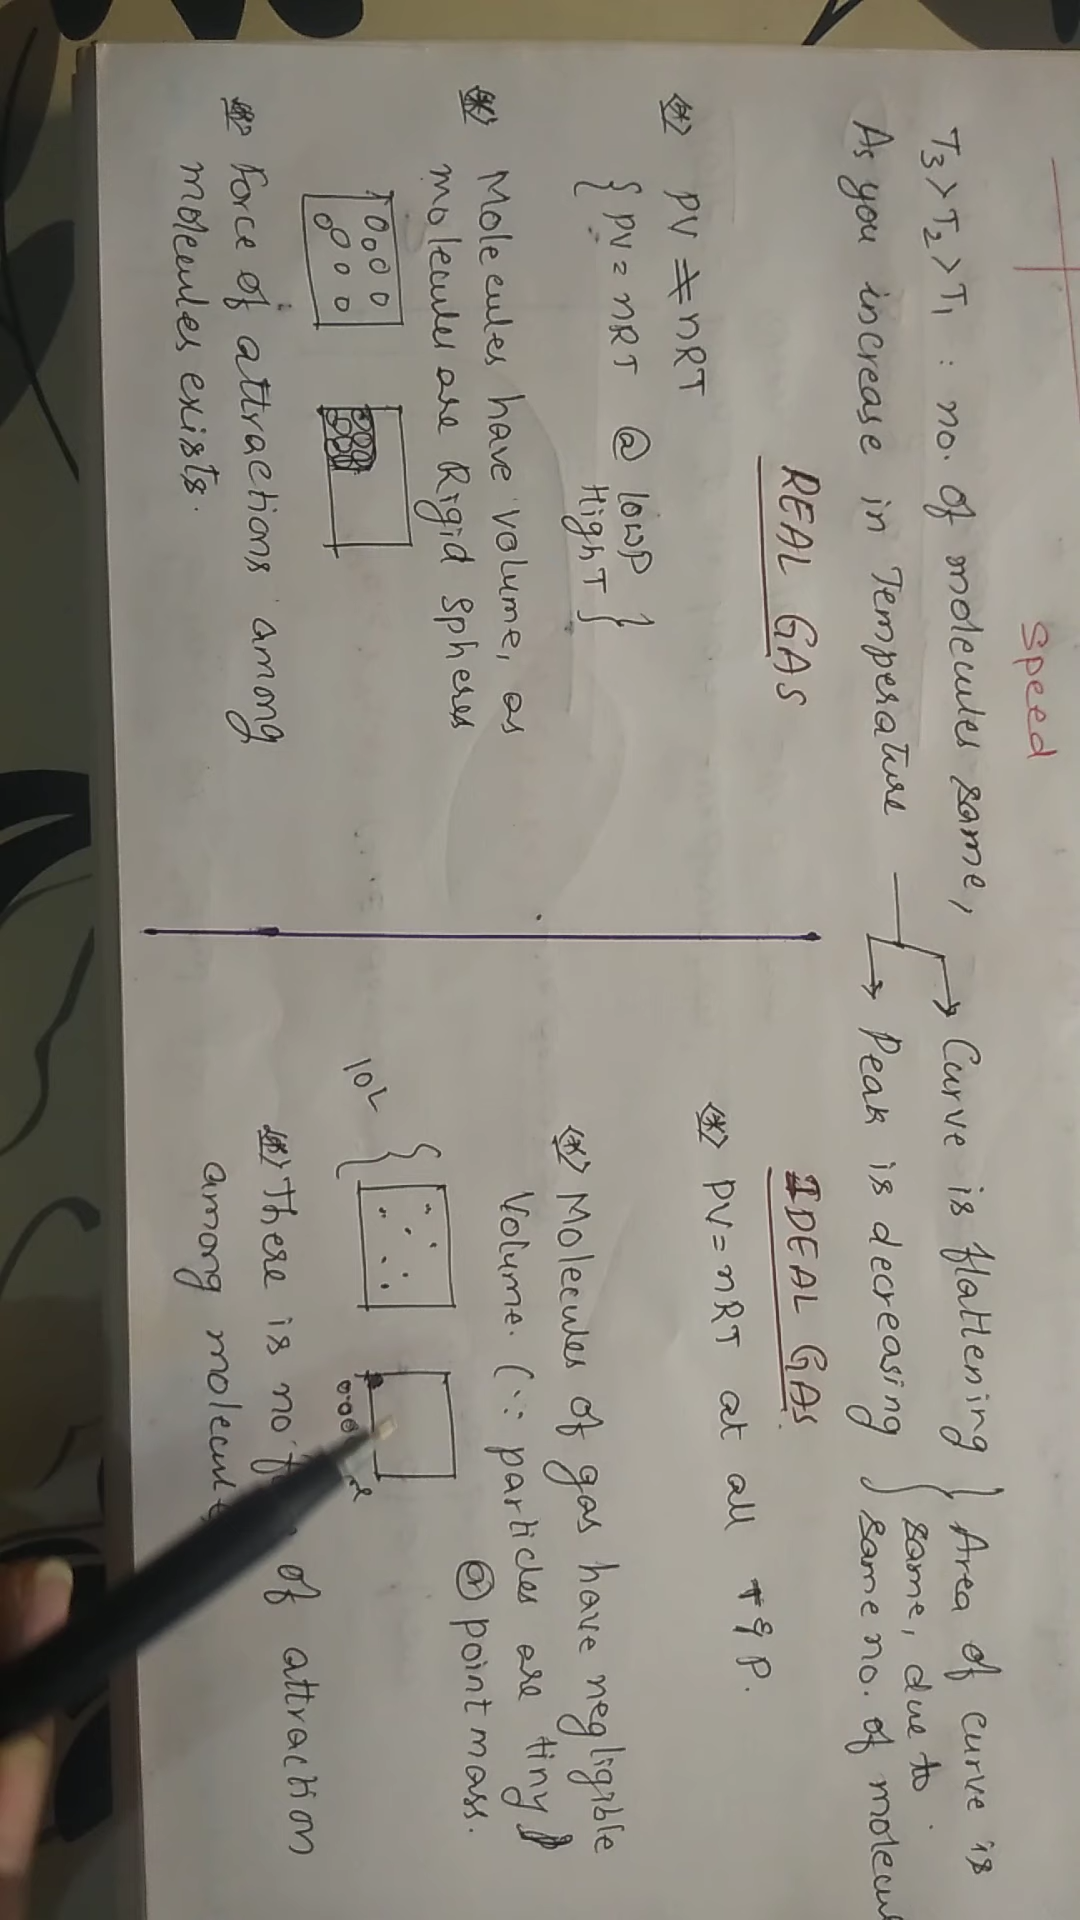 speed
T3 > T2 > T1 : no. of molecules same,
As you increase in Temperature
→ Curve is flattening
→ Peak is decreasing
} Area of curve is
{ same, due to
same no. of molecu
REAL GAS
(*) PV ≠ nRT
{ PV = nRT @ low P
High T }
(*) Molecules have volume, as
molecules are Rigid spheres
(*) Force of attractions among
molecules exists.
IDEAL GAS
(*) PV = nRT at all T & P.
(*) Molecules of gas have negligible
Volume. (∵ particles are tiny
or point mass.
10L {
(*) There is no of attraction
among molecul